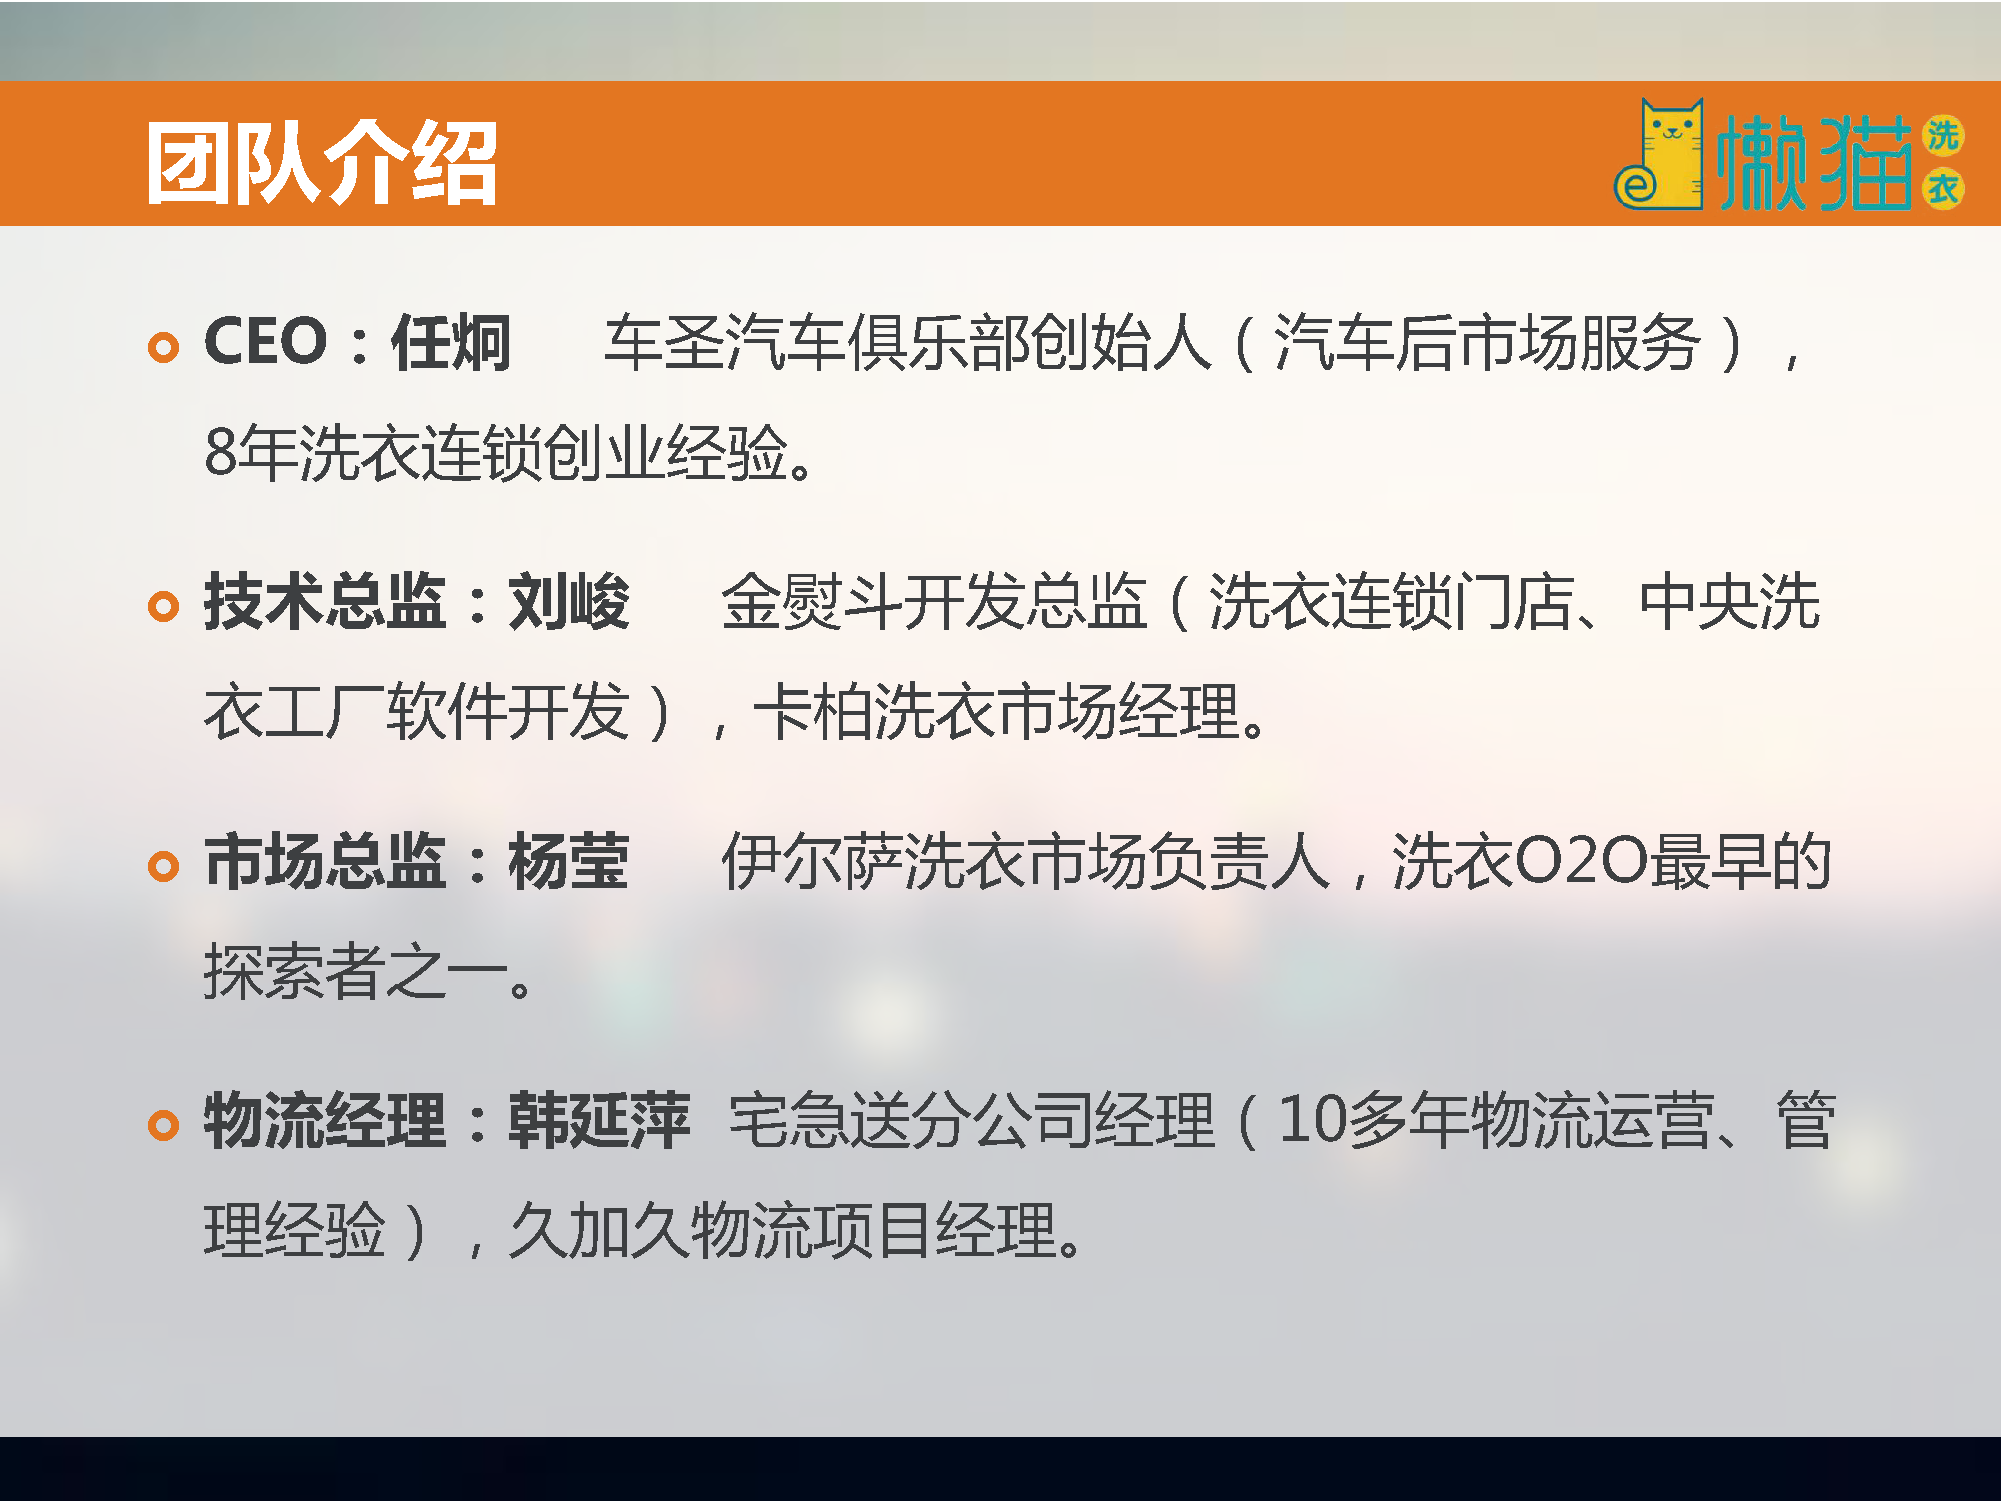 团队介绍
懒猫洗衣
CEO：任炯 车圣汽车俱乐部创始人（汽车后市场服务），
8年洗衣连锁创业经验。
技术总监：刘峻 金熨斗开发总监（洗衣连锁门店、中央洗
衣工厂软件开发），卡柏洗衣市场经理。
市场总监：杨莹 伊尔萨洗衣市场负责人，洗衣O2O最早的
探索者之一。
物流经理：韩延萍 宅急送分公司经理（10多年物流运营、管
理经验），久加久物流项目经理。